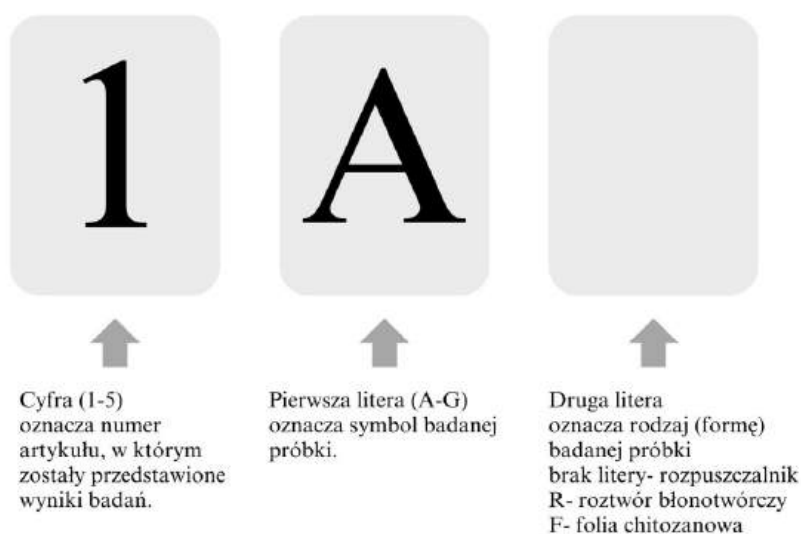 1
A
Cyfra (1-5)
oznacza numer
artykułu, w którym
zostały przedstawione
wyniki badań.
Pierwsza litera (A-G)
oznacza symbol badanej
próbki.
Druga litera
oznacza rodzaj (formę)
badanej próbki
brak litery- rozpuszczalnik
R- roztwór błonotwórczy
F- folia chitozanowa